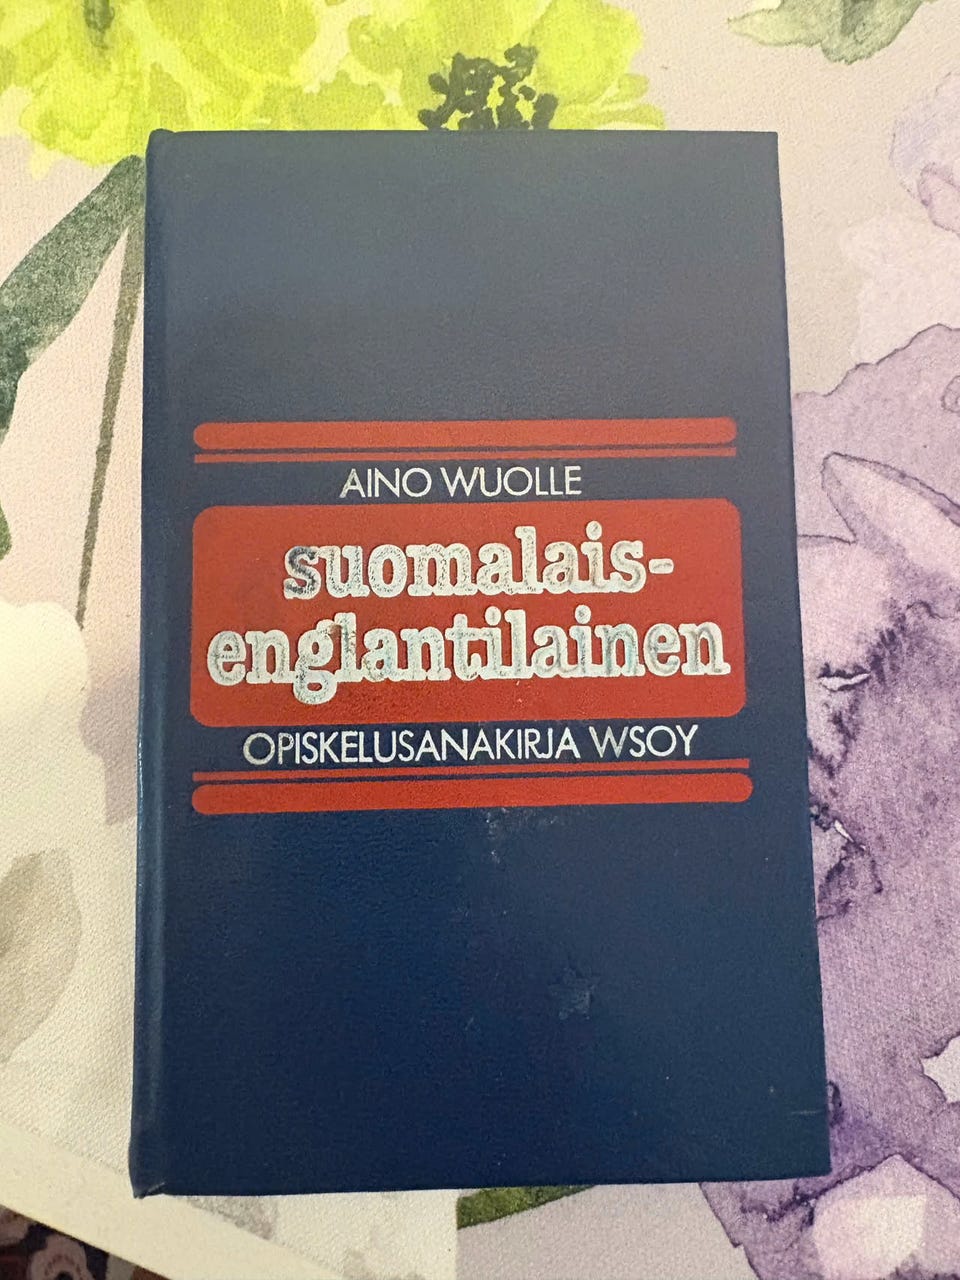 AINO WUOLLE
suomalais-
englantilainen
OPISKELUSANAKIRJA WSOY